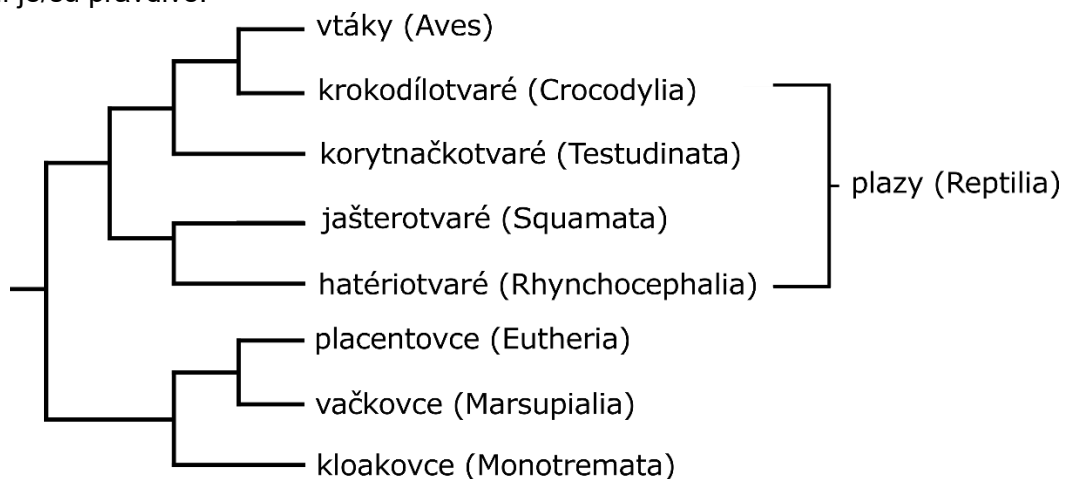 vtáky (Aves)
krokodílotvaré (Crocodylia)
korytnačkotvaré (Testudinata)
plazy (Reptilia)
jašterotvaré (Squamata)
hatériotvaré (Rhynchocephalia)
placentovce (Eutheria)
vačkovce (Marsupialia)
kloakovce (Monotremata)